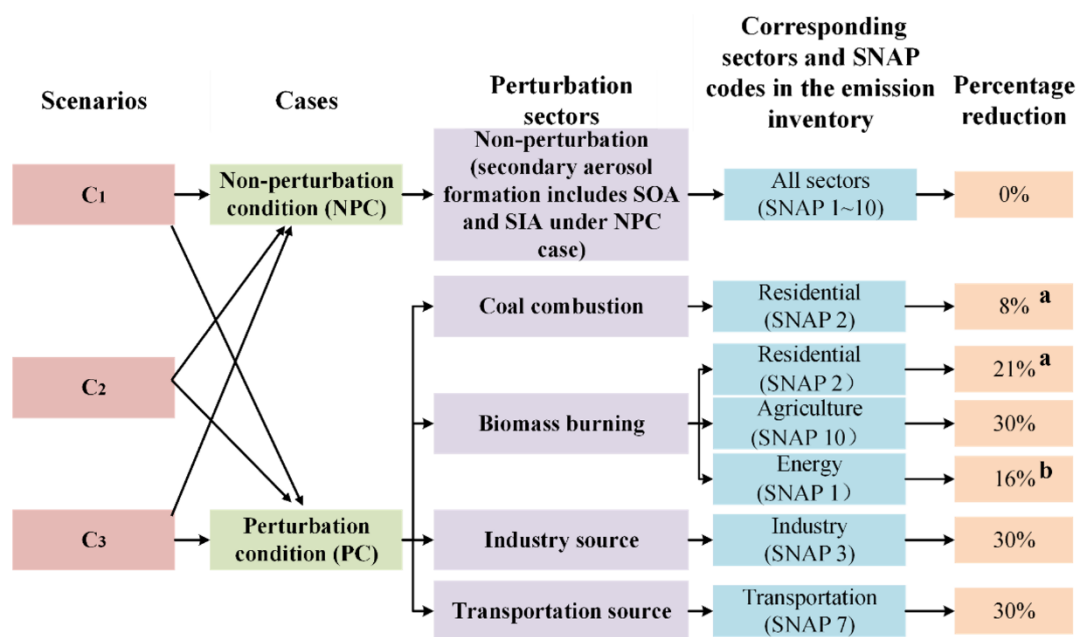 Scenarios
Cases
Perturbation
sectors
Corresponding
sectors and SNAP
codes in the emission
inventory
Percentage
reduction
C1
Non-perturbation
condition (NPC)
Non-perturbation
(secondary aerosol
formation includes SOA
and SIA under NPC
case)
All sectors
(SNAP 1~10)
0%
Coal combustion
Residential
(SNAP 2)
8% a
C2
Biomass burning
Residential
(SNAP 2）
21% a
Agriculture
(SNAP 10）
30%
Energy
(SNAP 1）
16% b
C3
Perturbation
condition (PC)
Industry source
Industry
(SNAP 3)
30%
Transportation source
Transportation
(SNAP 7)
30%